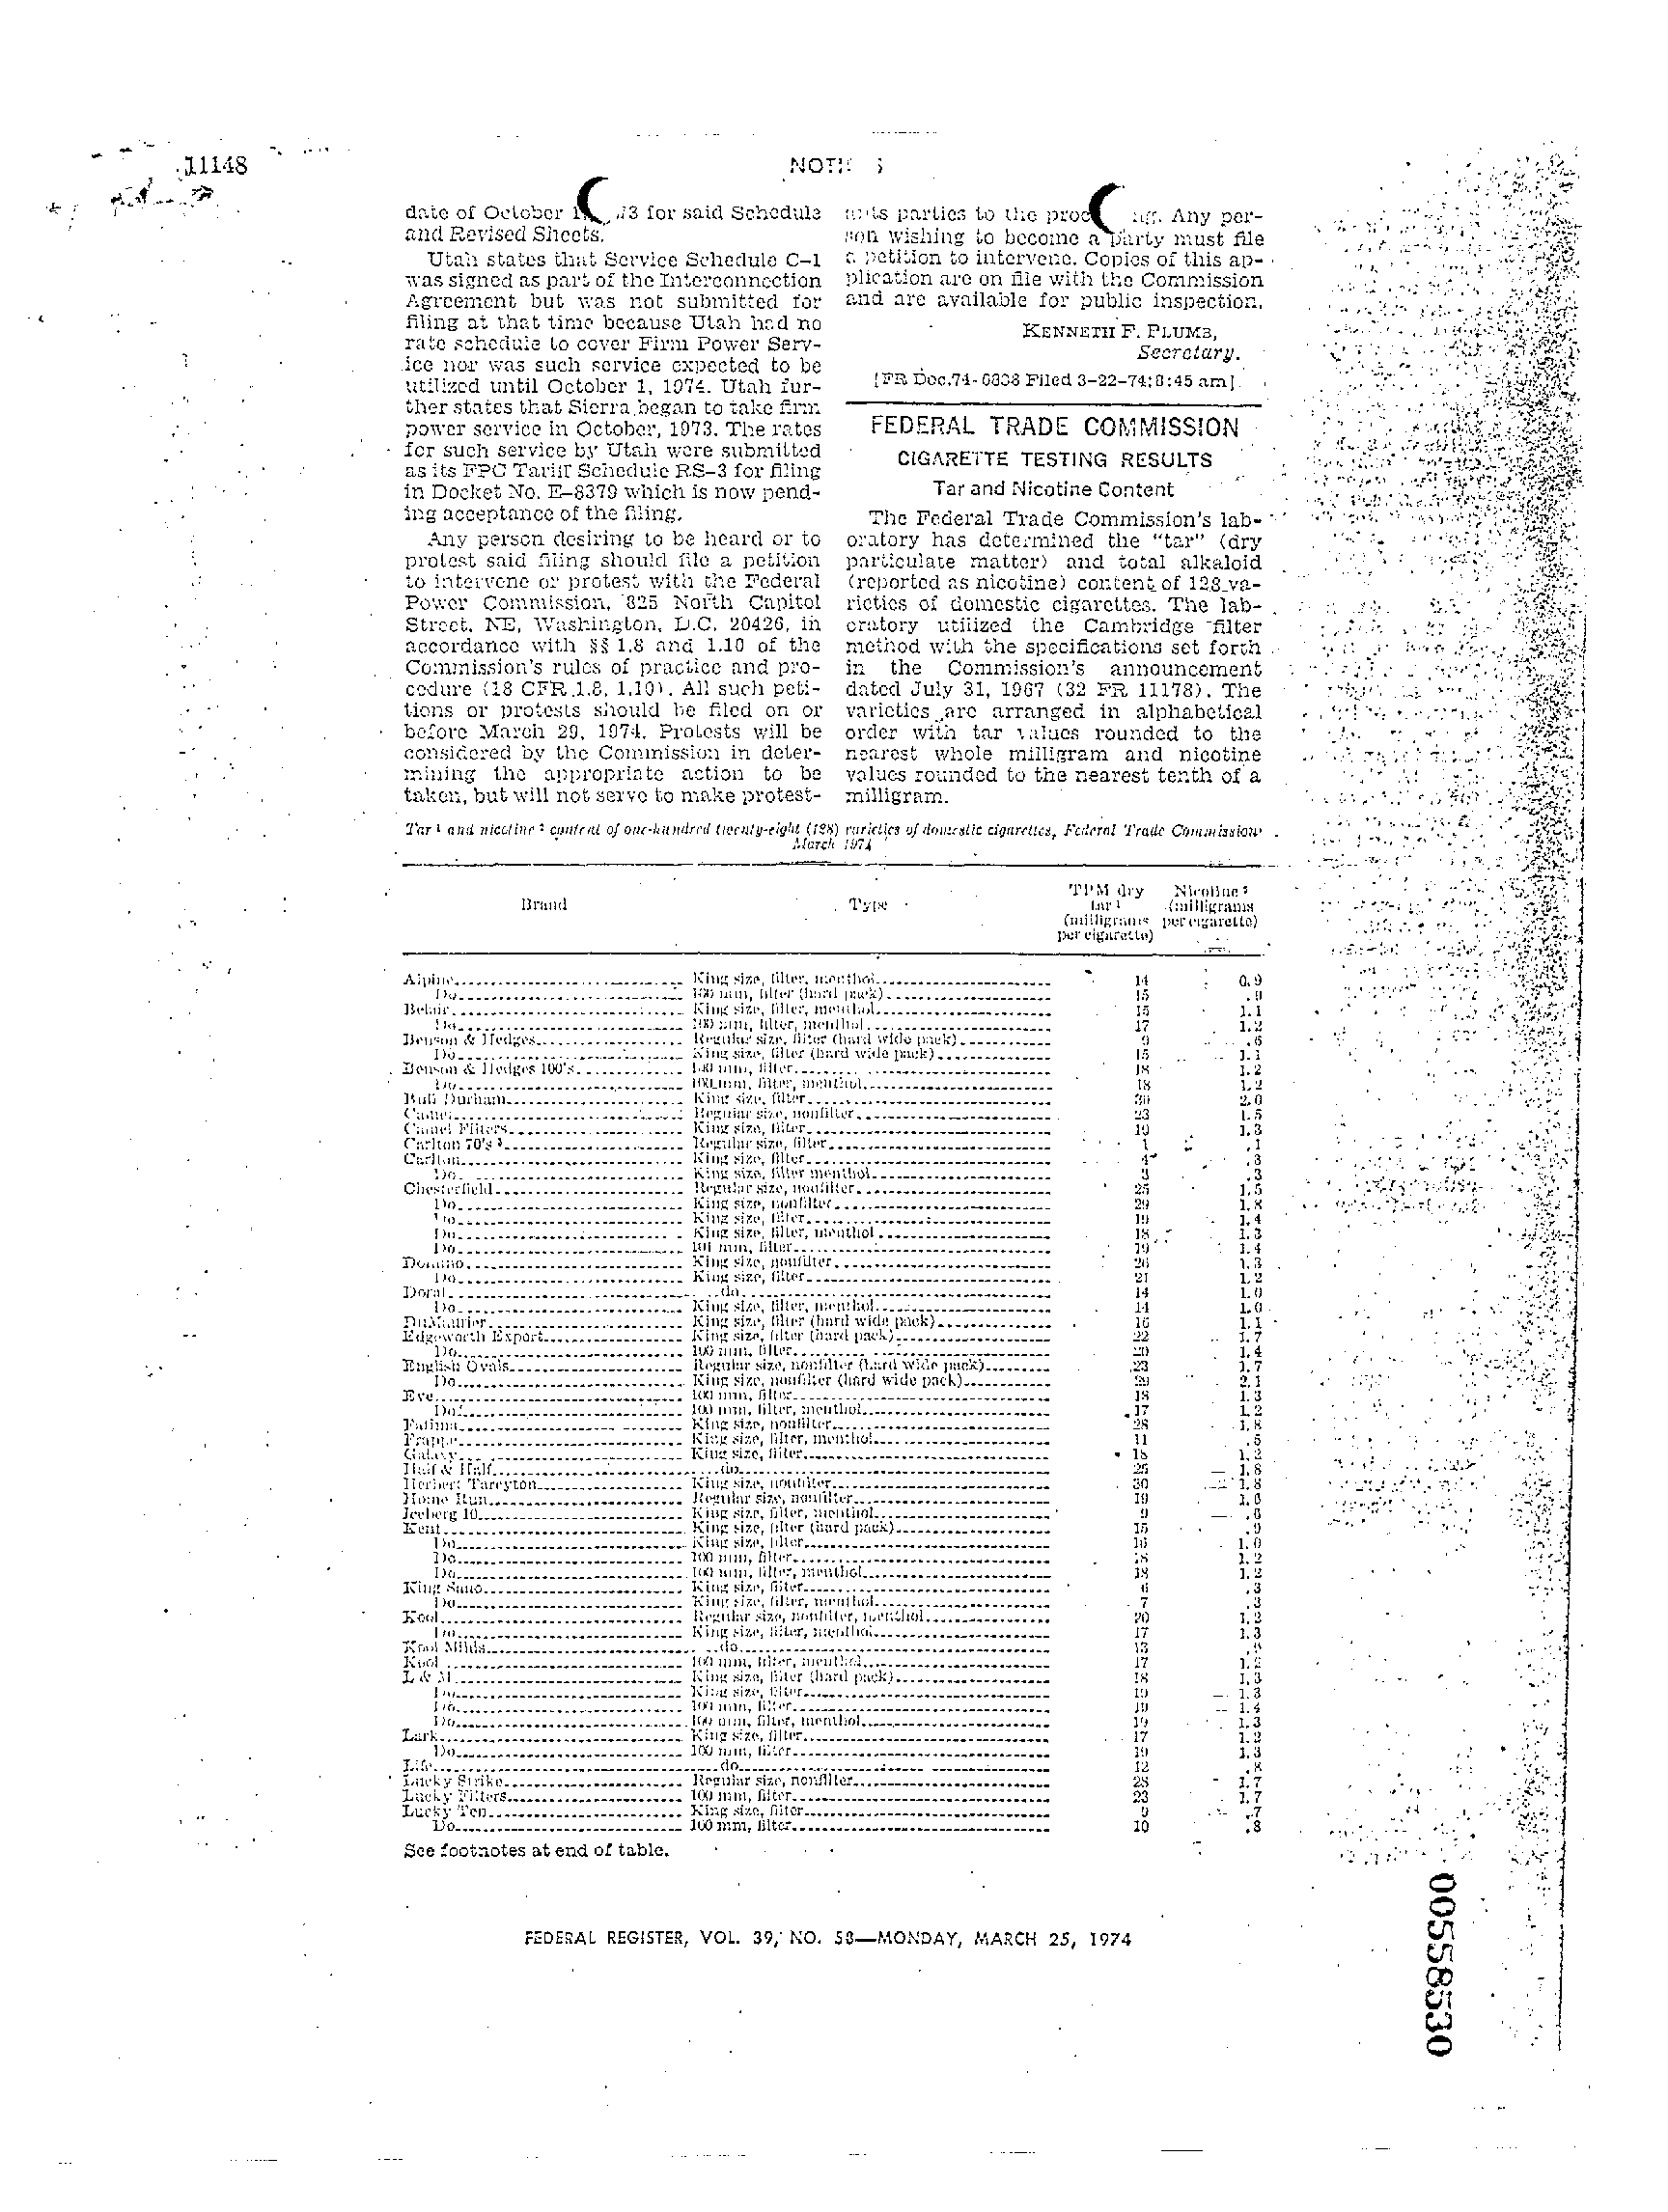 11148
date of October 1 73 for said Schedule
and Revised Sheets.
Utah states that Service Schedule C-1
was signed as part of the Interconnection
Agreement but was not submitted for
filing at that time because Utah had no
rate schedule to cover Firm Power Serv-
ice nor was such service expected to be
utilized until October 1, 1974. Utah fur-
ther states that Sierra began to take firm
power service in October, 1973. The rates
for such service by Utah were submitted
as its FPC Tariff Schedule RS-3 for filing
in Docket No. E-8379 which is now pend-
ing acceptance of the filing.
Any person desiring to be heard or to
protest said filing should file a petition
to intervene or protest with the Federal
Power Commission, 825 North Capitol
Street, NE, Washington, D.C. 20426, in
accordance with §§ 1.8 and 1.10 of the
Commission's rules of practice and pro-
cedure (18 CFR 1.8, 1.10). All such peti-
tions or protests should be filed on or
before March 29, 1974. Protests will be
considered by the Commission in deter-
mining the appropriate action to be
taken, but will not serve to make protest-
ants parties to the proc ng. Any per-
son wishing to become a party must file
a petition to intervene. Copies of this ap-
plication are on file with the Commission
and are available for public inspection.
KENNETH F. PLUMB,
Secretary.
[FR Doc.74- Filed 3-22-74;8:45 am]
FEDERAL TRADE COMMISSION
CIGARETTE TESTING RESULTS
Tar and Nicotine Content
The Federal Trade Commission's lab-
oratory has determined the "tar" (dry
particulate matter) and total alkaloid
(reported as nicotine) content of 128 va-
rieties of domestic cigarettes. The lab-
oratory utilized the Cambridge filter
method with the specifications set forth
in the Commission's announcement
dated July 31, 1967 (32 FR 11178). The
varieties are arranged in alphabetical
order with tar values rounded to the
nearest whole milligram and nicotine
values rounded to the nearest tenth of a
milligram.
Tar ¹ and nicotine ² content of one-hundred twenty-eight (128) varieties of domestic cigarettes, Federal Trade Commission
March 1974
Brand Type TPM dry tar ¹ (milligrams per cigarette) Nicotine ² (milligrams per cigarette)
Alpine King size, filter, menthol 14 0.9
Do 100 mm, filter (hard pack) 15 .9
Belair King size, filter, menthol 15 1.1
Do 100 mm, filter, menthol 17 1.2
Benson & Hedges Regular size, filter (hard wide pack) 9 .6
Do King size, filter (hard wide pack) 15 1.1
Benson & Hedges 100's 100 mm, filter 18 1.2
Do 100 mm, filter, menthol 18 1.2
Bull Durham King size, filter 30 2.0
Camel Regular size, nonfilter 23 1.5
Camel Filters King size, filter 19 1.3
Carlton 70's ³ Regular size, filter 1 .1
Carlton King size, filter 4 .3
Do King size, filter menthol 3 .3
Chesterfield Regular size, nonfilter 25 1.5
Do King size, nonfilter 29 1.8
Do King size, filter 19 1.4
Do King size, filter, menthol 18 1.3
Do 101 mm, filter 19 1.4
Domino King size, nonfilter 26 1.3
Do King size, filter 21 1.2
Doral do 14 1.0
Do King size, filter, menthol 14 1.0
DuMaurier King size, filter (hard wide pack) 16 1.1
Edgeworth Export King size, filter (hard pack) 22 1.7
Do 100 mm, filter 20 1.4
English Ovals Regular size, nonfilter (hard wide pack) 23 1.7
Do King size, nonfilter (hard wide pack) 29 2.1
Eve 100 mm, filter 18 1.3
Do 100 mm, filter, menthol 17 1.2
Fatima King size, nonfilter 28 1.8
Frappe King size, filter, menthol 11 .5
Galaxy King size, filter 18 1.2
Half & Half do 25 1.8
Herbert Tareyton King size, nonfilter 30 1.8
Home Run Regular size, nonfilter 19 1.6
Iceberg 10 King size, filter, menthol 9 .6
Kent King size, filter (hard pack) 15 .9
Do King size, filter 16 1.0
Do 100 mm, filter 18 1.2
Do 100 mm, filter, menthol 18 1.2
King Sano King size, filter 6 .3
Do King size, filter, menthol 7 .3
Kool Regular size, nonfilter, menthol 20 1.2
Do King size, filter, menthol 17 1.3
Kool Milds do 13 .8
Kool 100 mm, filter, menthol 17 1.2
L & M King size, filter (hard pack) 18 1.3
Do King size, filter 19 1.3
Do 100 mm, filter 19 1.4
Do 100 mm, filter, menthol 19 1.3
Lark King size, filter 17 1.2
Do 100 mm, filter 19 1.3
Life do 12 .8
Lucky Strike Regular size, nonfilter 28 1.7
Lucky Filters 100 mm, filter 23 1.7
Lucky Ten King size, filter 9 .7
Do 100 mm, filter 10 .8
See footnotes at end of table.
FEDERAL REGISTER, VOL. 39, NO. 58—MONDAY, MARCH 25, 1974
00558530